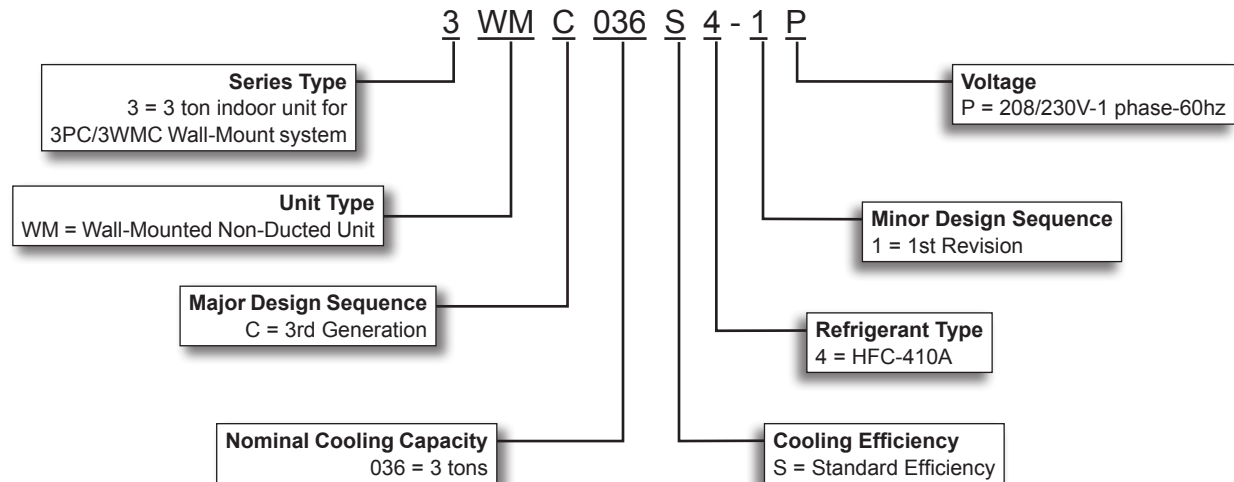 3 WM C 036 S 4 - 1 P
Series Type
3 = 3 ton indoor unit for
3PC/3WMC Wall-Mount system
Voltage
P = 208/230V-1 phase-60hz
Unit Type
WM = Wall-Mounted Non-Ducted Unit
Minor Design Sequence
1 = 1st Revision
Major Design Sequence
C = 3rd Generation
Refrigerant Type
4 = HFC-410A
Nominal Cooling Capacity
036 = 3 tons
Cooling Efficiency
S = Standard Efficiency